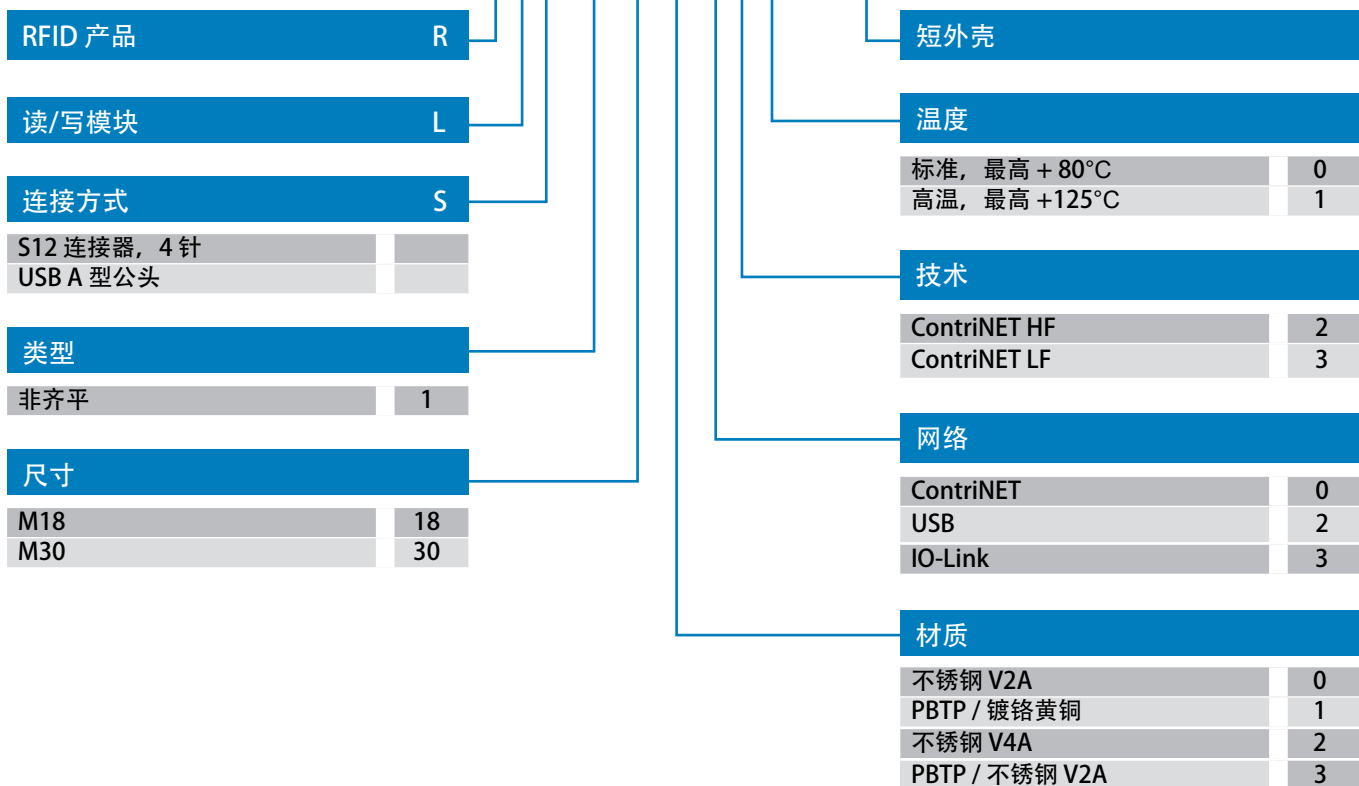 RFID 产品 R
读/写模块 L
连接方式 S
S12 连接器，4 针
USB A 型公头
类型
非齐平 1
尺寸
M18 18
M30 30
短外壳
温度
标准，最高 + 80°C 0
高温，最高 +125°C 1
技术
ContriNET HF 2
ContriNET LF 3
网络
ContriNET 0
USB 2
IO-Link 3
材质
不锈钢 V2A 0
PBTP / 镀铬黄铜 1
不锈钢 V4A 2
PBTP / 不锈钢 V2A 3